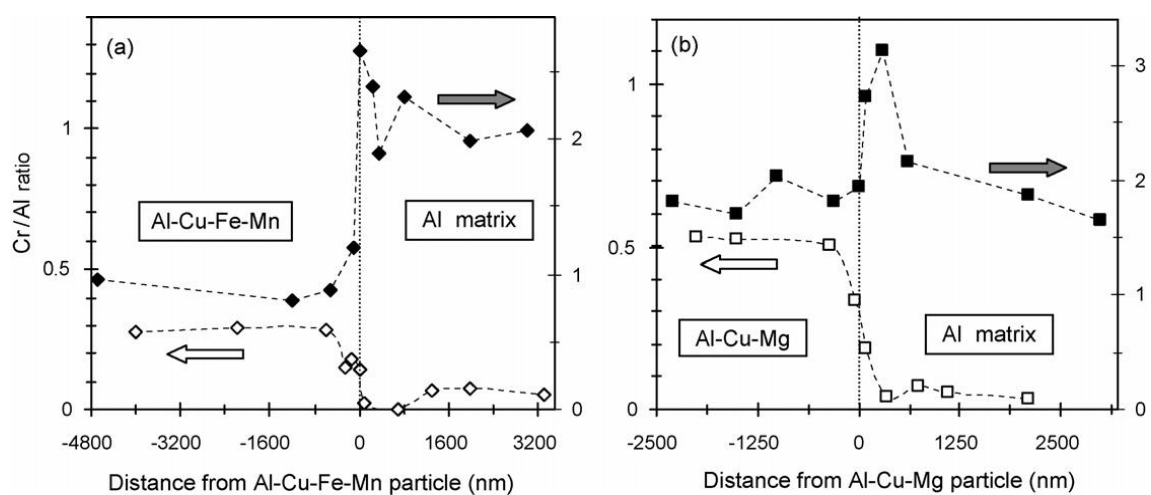 (a)
Cr/Al ratio
1
0.5
0
2
1
0
Al-Cu-Fe-Mn
Al matrix
-4800 -3200 -1600 0 1600 3200
Distance from Al-Cu-Fe-Mn particle (nm)
(b)
1
0.5
0
3
2
1
0
Al-Cu-Mg
Al matrix
-2500 -1250 0 1250 2500
Distance from Al-Cu-Mg particle (nm)